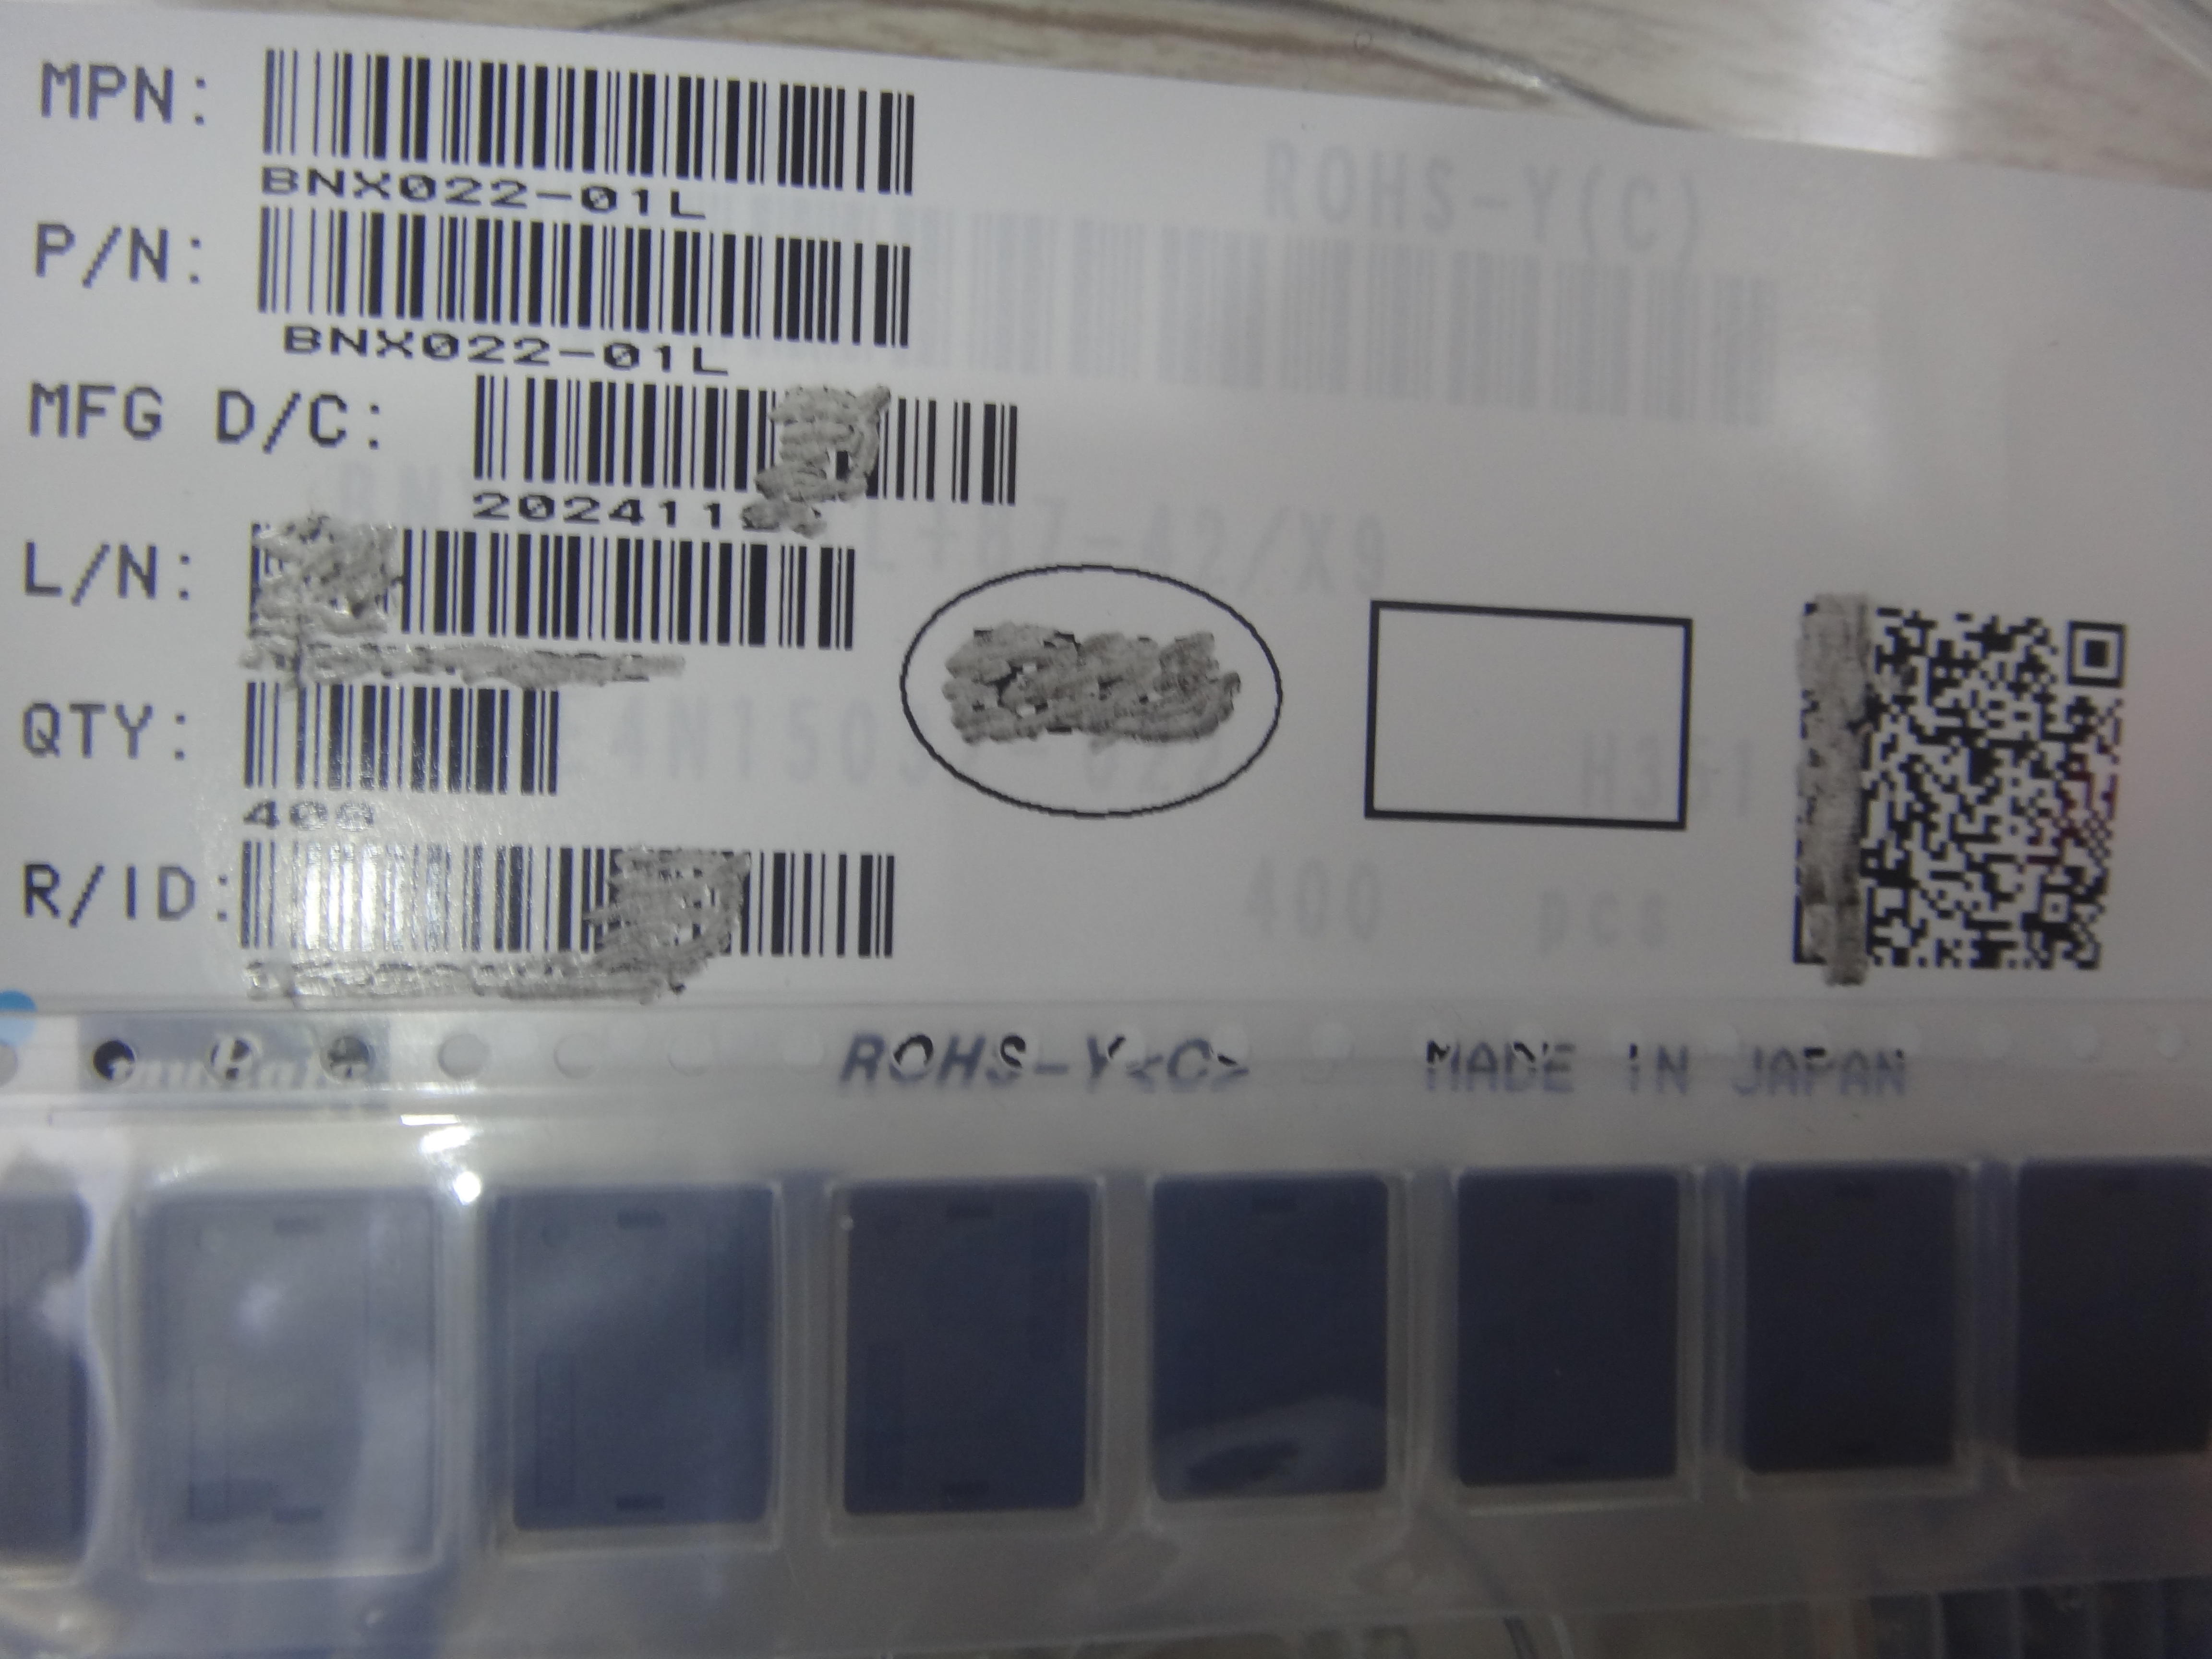 MPN:
BNX022-01L
P/N:
BNX022-01L
ROHS-Y(C)
MFG D/C:
202411
L/N:
QTY:
400
R/ID:
400 pcs
ROHS-Y<C> MADE IN JAPAN